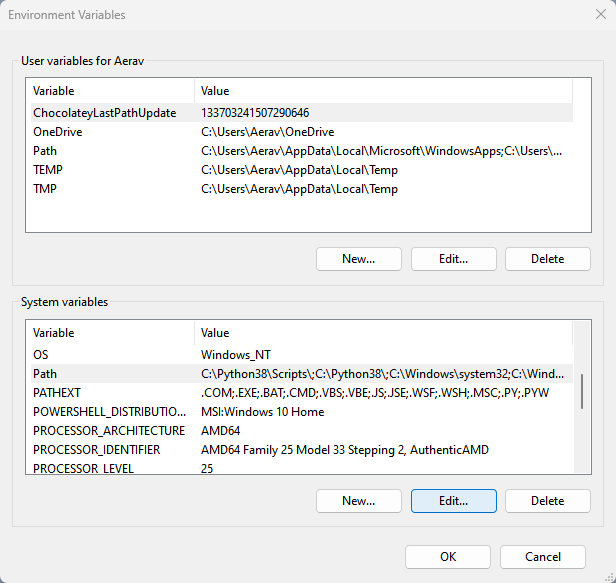 Environment Variables
User variables for Aerav
Variable Value
ChocolateyLastPathUpdate 133703241507290646
OneDrive C:\Users\Aerav\OneDrive
Path C:\Users\Aerav\AppData\Local\Microsoft\WindowsApps;C:\Users\...
TEMP C:\Users\Aerav\AppData\Local\Temp
TMP C:\Users\Aerav\AppData\Local\Temp
New... Edit... Delete
System variables
Variable Value
OS Windows_NT
Path C:\Python38\Scripts\;C:\Python38\;C:\Windows\system32;C:\Wind...
PATHEXT .COM;.EXE;.BAT;.CMD;.VBS;.VBE;.JS;.JSE;.WSF;.WSH;.MSC;.PY;.PYW
POWERSHELL_DISTRIBUTIO... MSI:Windows 10 Home
PROCESSOR_ARCHITECTURE AMD64
PROCESSOR_IDENTIFIER AMD64 Family 25 Model 33 Stepping 2, AuthenticAMD
PROCESSOR_LEVEL 25
New... Edit... Delete
OK Cancel